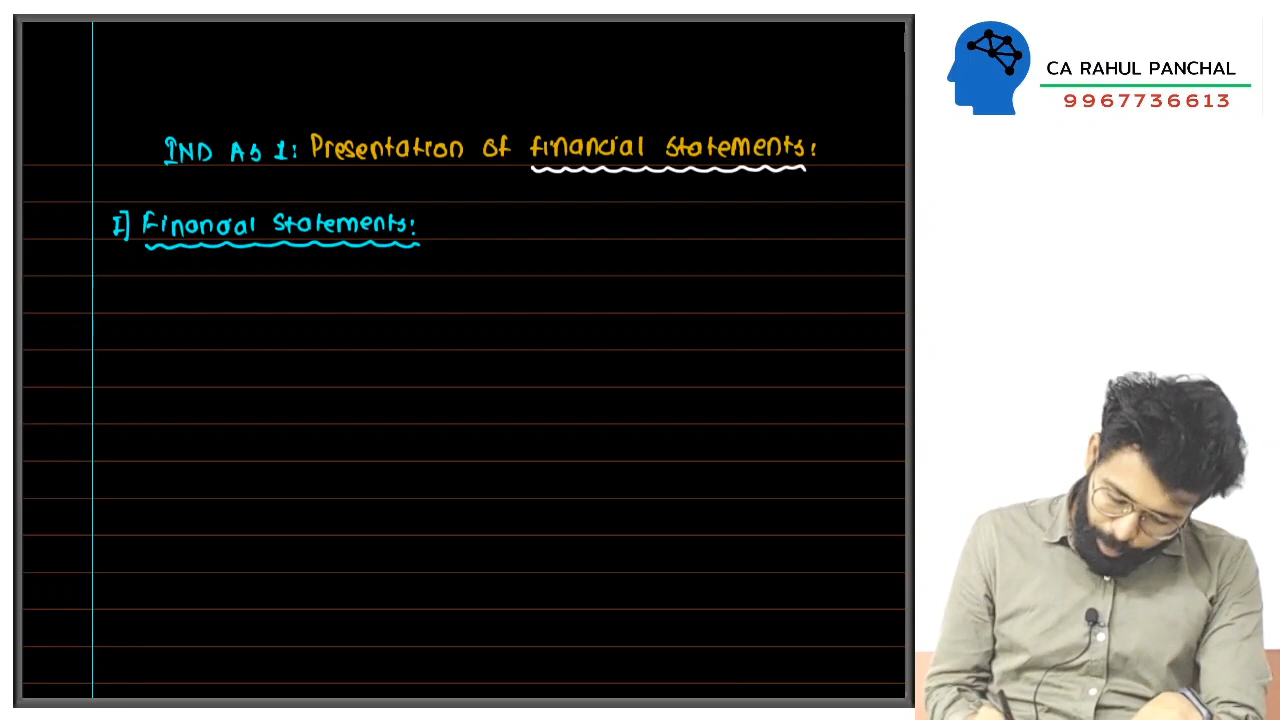 IND AS 1: Presentation of financial statements:
I] Financial Statements:
CA RAHUL PANCHAL
9967736613